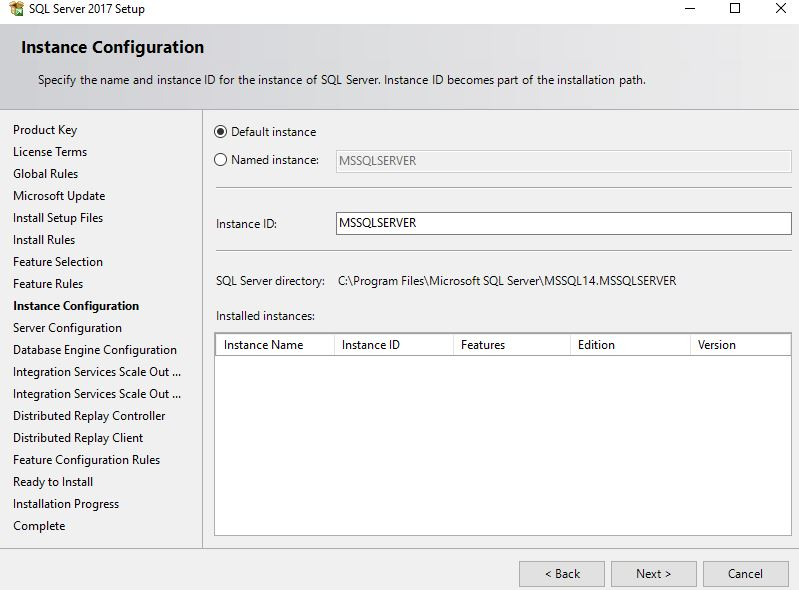 SQL Server 2017 Setup
Instance Configuration
Specify the name and instance ID for the instance of SQL Server. Instance ID becomes part of the installation path.
Product Key
License Terms
Global Rules
Microsoft Update
Install Setup Files
Install Rules
Feature Selection
Feature Rules
Instance Configuration
Server Configuration
Database Engine Configuration
Integration Services Scale Out ...
Integration Services Scale Out ...
Distributed Replay Controller
Distributed Replay Client
Feature Configuration Rules
Ready to Install
Installation Progress
Complete
Default instance
Named instance: MSSQLSERVER
Instance ID: MSSQLSERVER
SQL Server directory: C:\Program Files\Microsoft SQL Server\MSSQL14.MSSQLSERVER
Installed instances:
Instance Name Instance ID Features Edition Version
< Back Next > Cancel